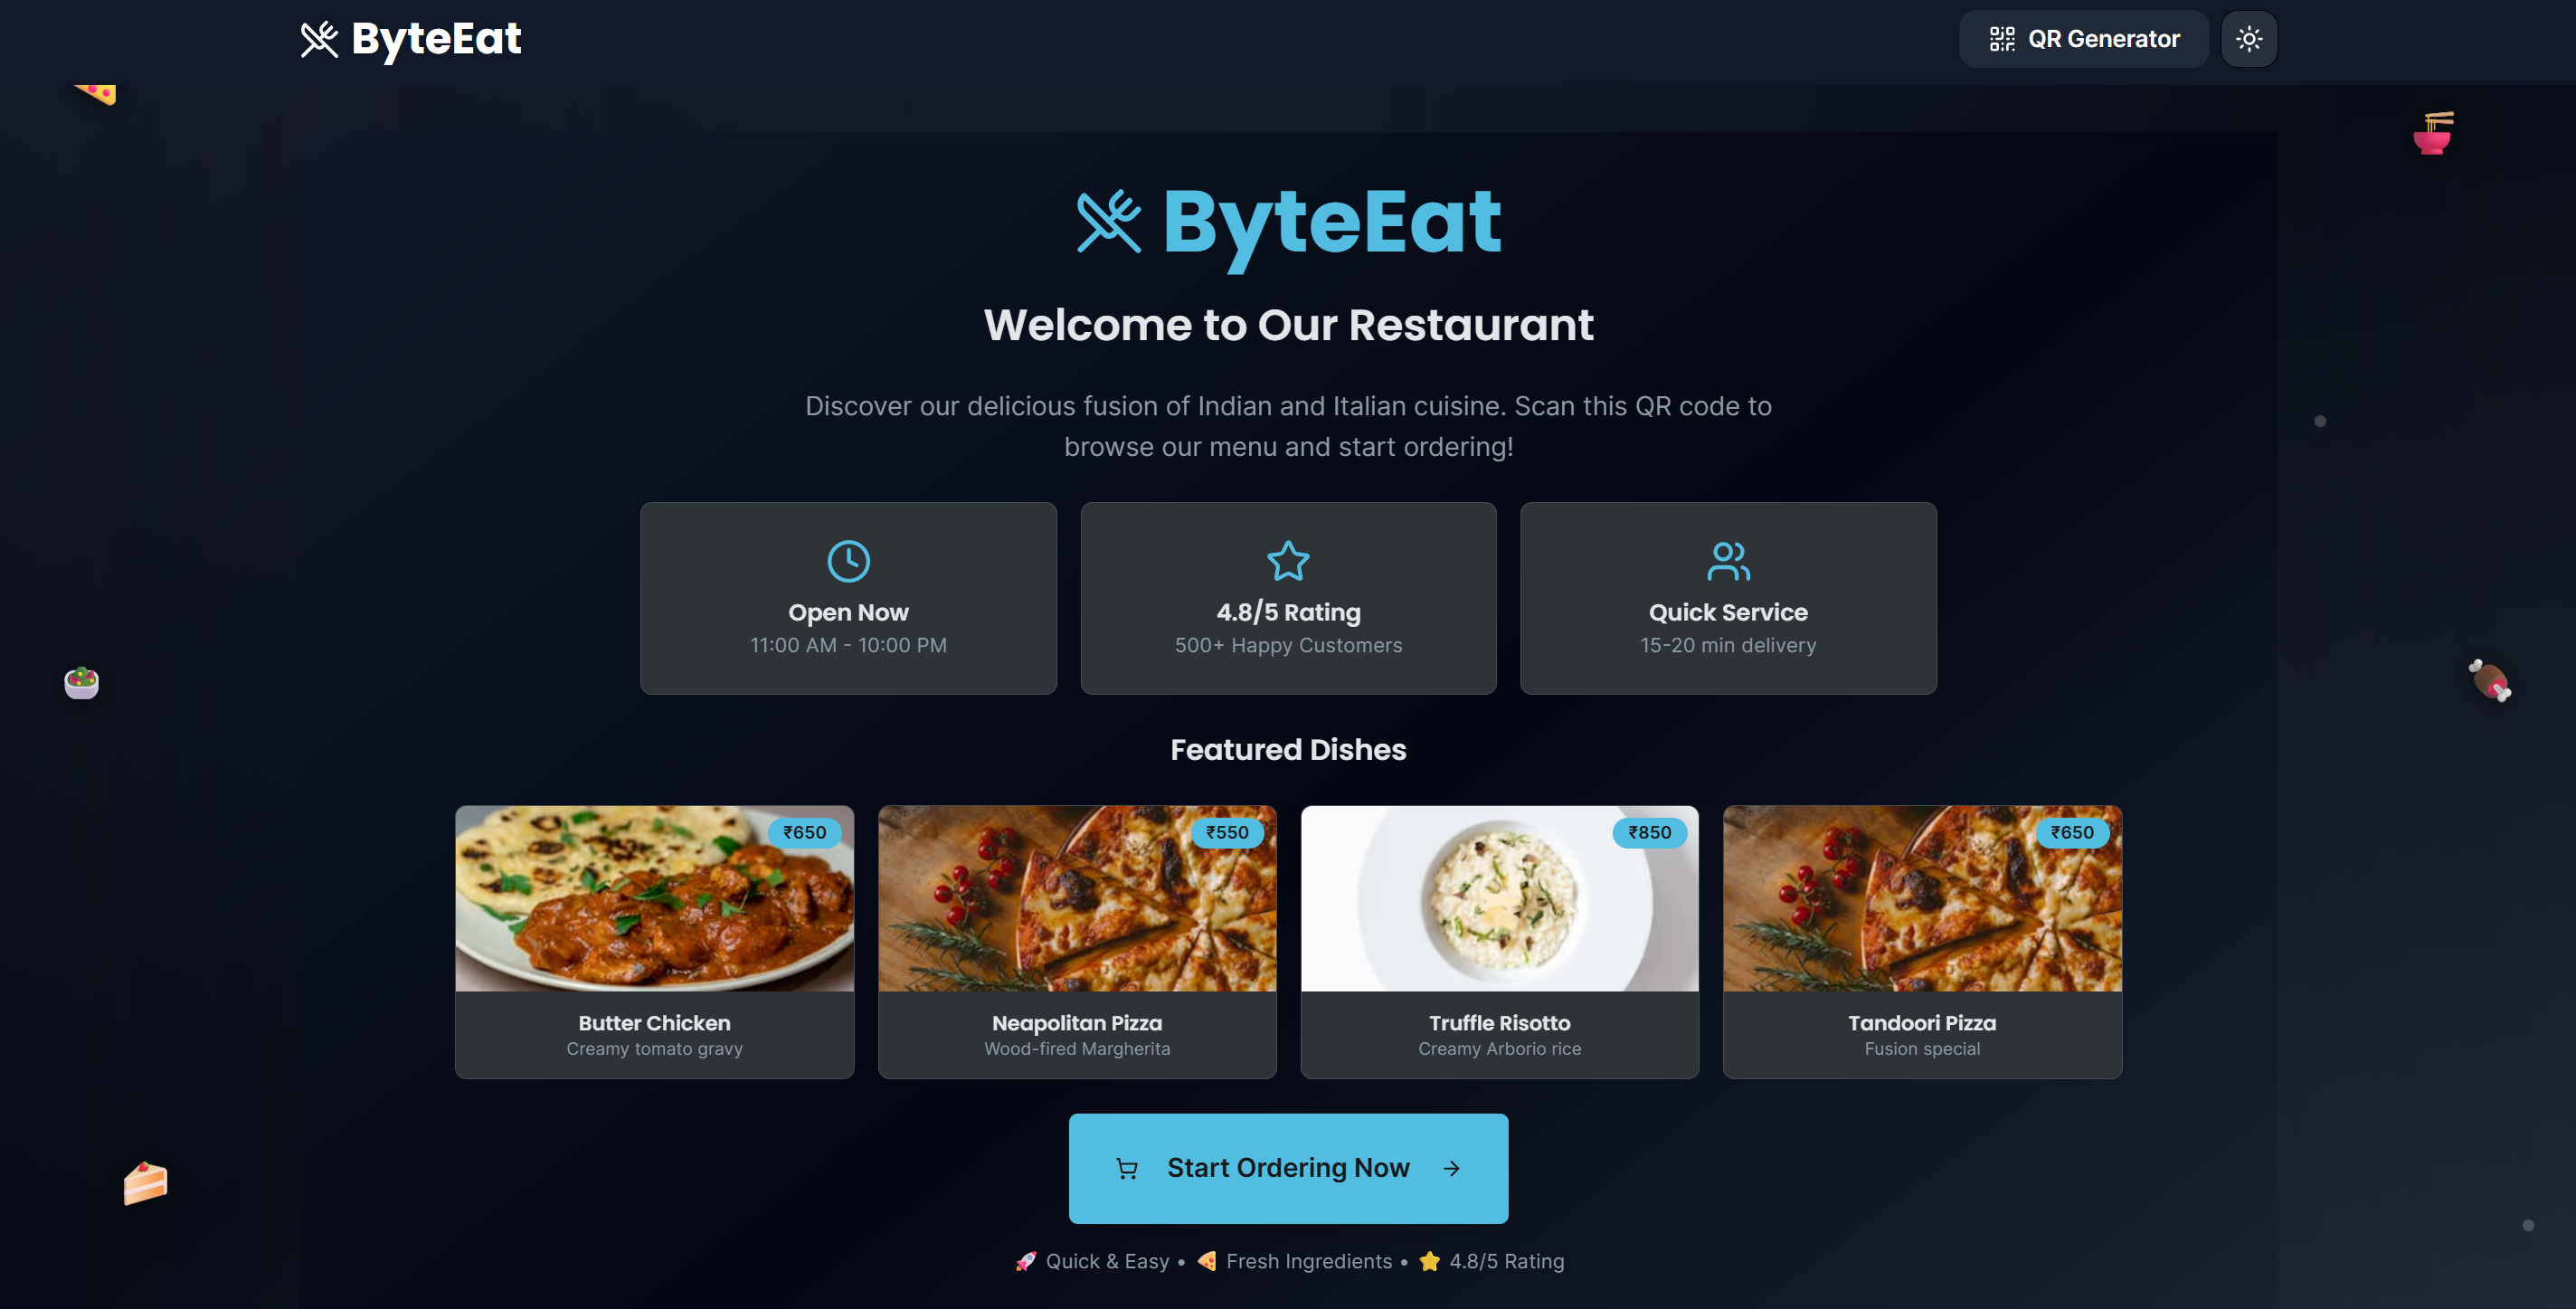 ByteEat
QR Generator
ByteEat
Welcome to Our Restaurant
Discover our delicious fusion of Indian and Italian cuisine. Scan this QR code to
browse our menu and start ordering!
Open Now
11:00 AM - 10:00 PM
4.8/5 Rating
500+ Happy Customers
Quick Service
15-20 min delivery
Featured Dishes
₹650
Butter Chicken
Creamy tomato gravy
₹550
Neapolitan Pizza
Wood-fired Margherita
₹850
Truffle Risotto
Creamy Arborio rice
₹650
Tandoori Pizza
Fusion special
Start Ordering Now
🚀 Quick & Easy • 🍕 Fresh Ingredients • ⭐ 4.8/5 Rating